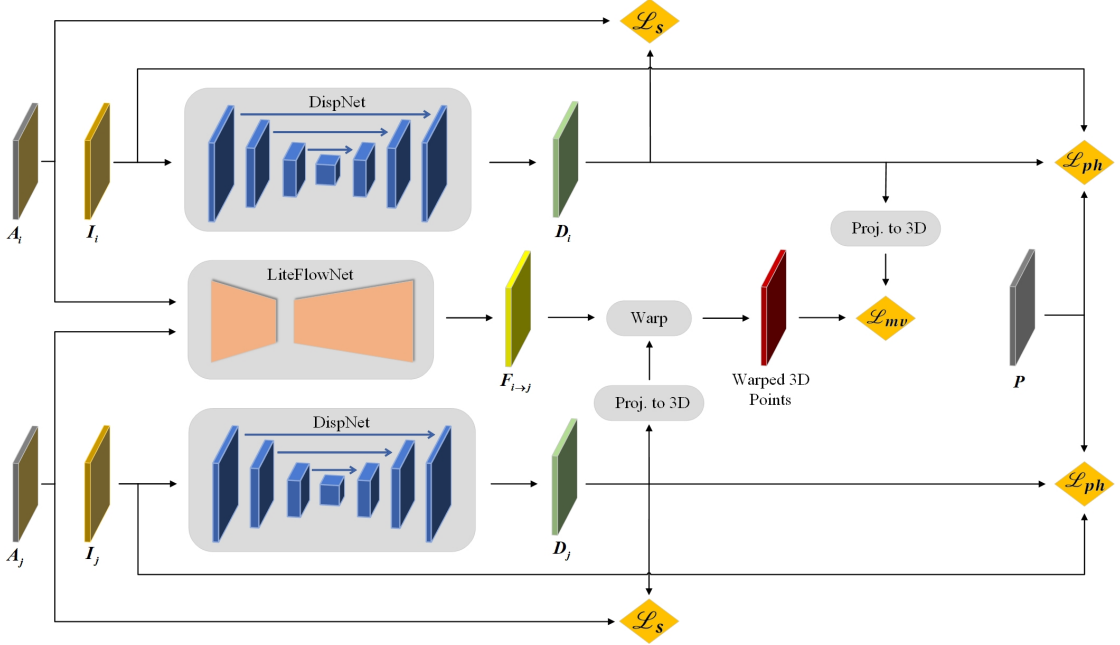 ℒs
DispNet
A_i
I_i
D_i
ℒph
Proj. to 3D
LiteFlowNet
F_{i→j}
Warp
Warped 3D
Points
ℒmv
P
Proj. to 3D
DispNet
A_j
I_j
D_j
ℒph
ℒs